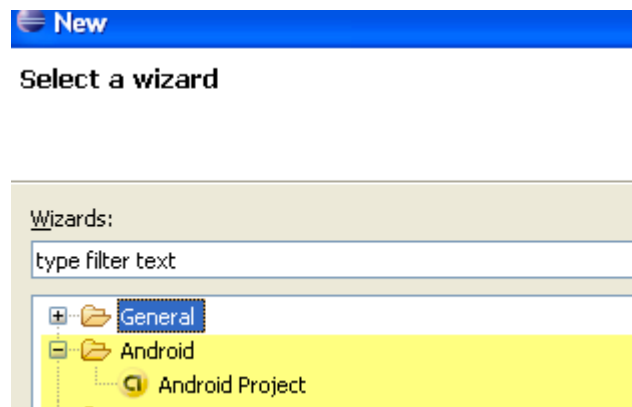 New
Select a wizard
Wizards:
type filter text
General
Android
Android Project